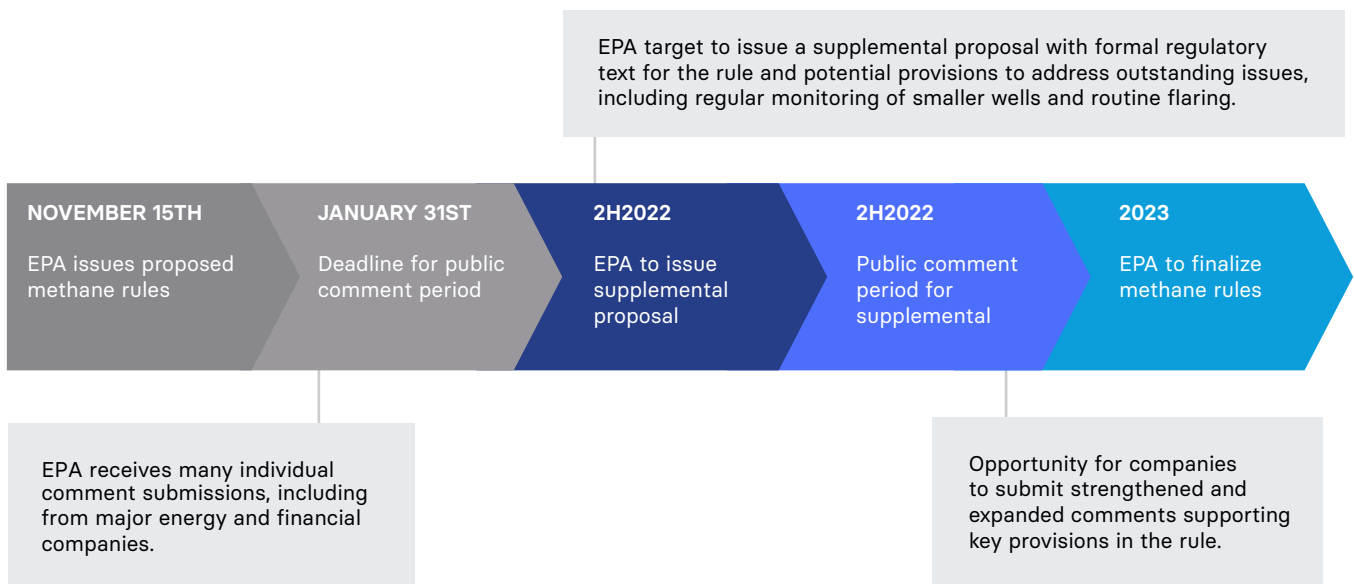 EPA target to issue a supplemental proposal with formal regulatory
text for the rule and potential provisions to address outstanding issues,
including regular monitoring of smaller wells and routine flaring.
NOVEMBER 15TH
EPA issues proposed
methane rules
JANUARY 31ST
Deadline for public
comment period
2H2022
EPA to issue
supplemental
proposal
2H2022
Public comment
period for
supplemental
2023
EPA to finalize
methane rules
EPA receives many individual
comment submissions, including
from major energy and financial
companies.
Opportunity for companies
to submit strengthened and
expanded comments supporting
key provisions in the rule.